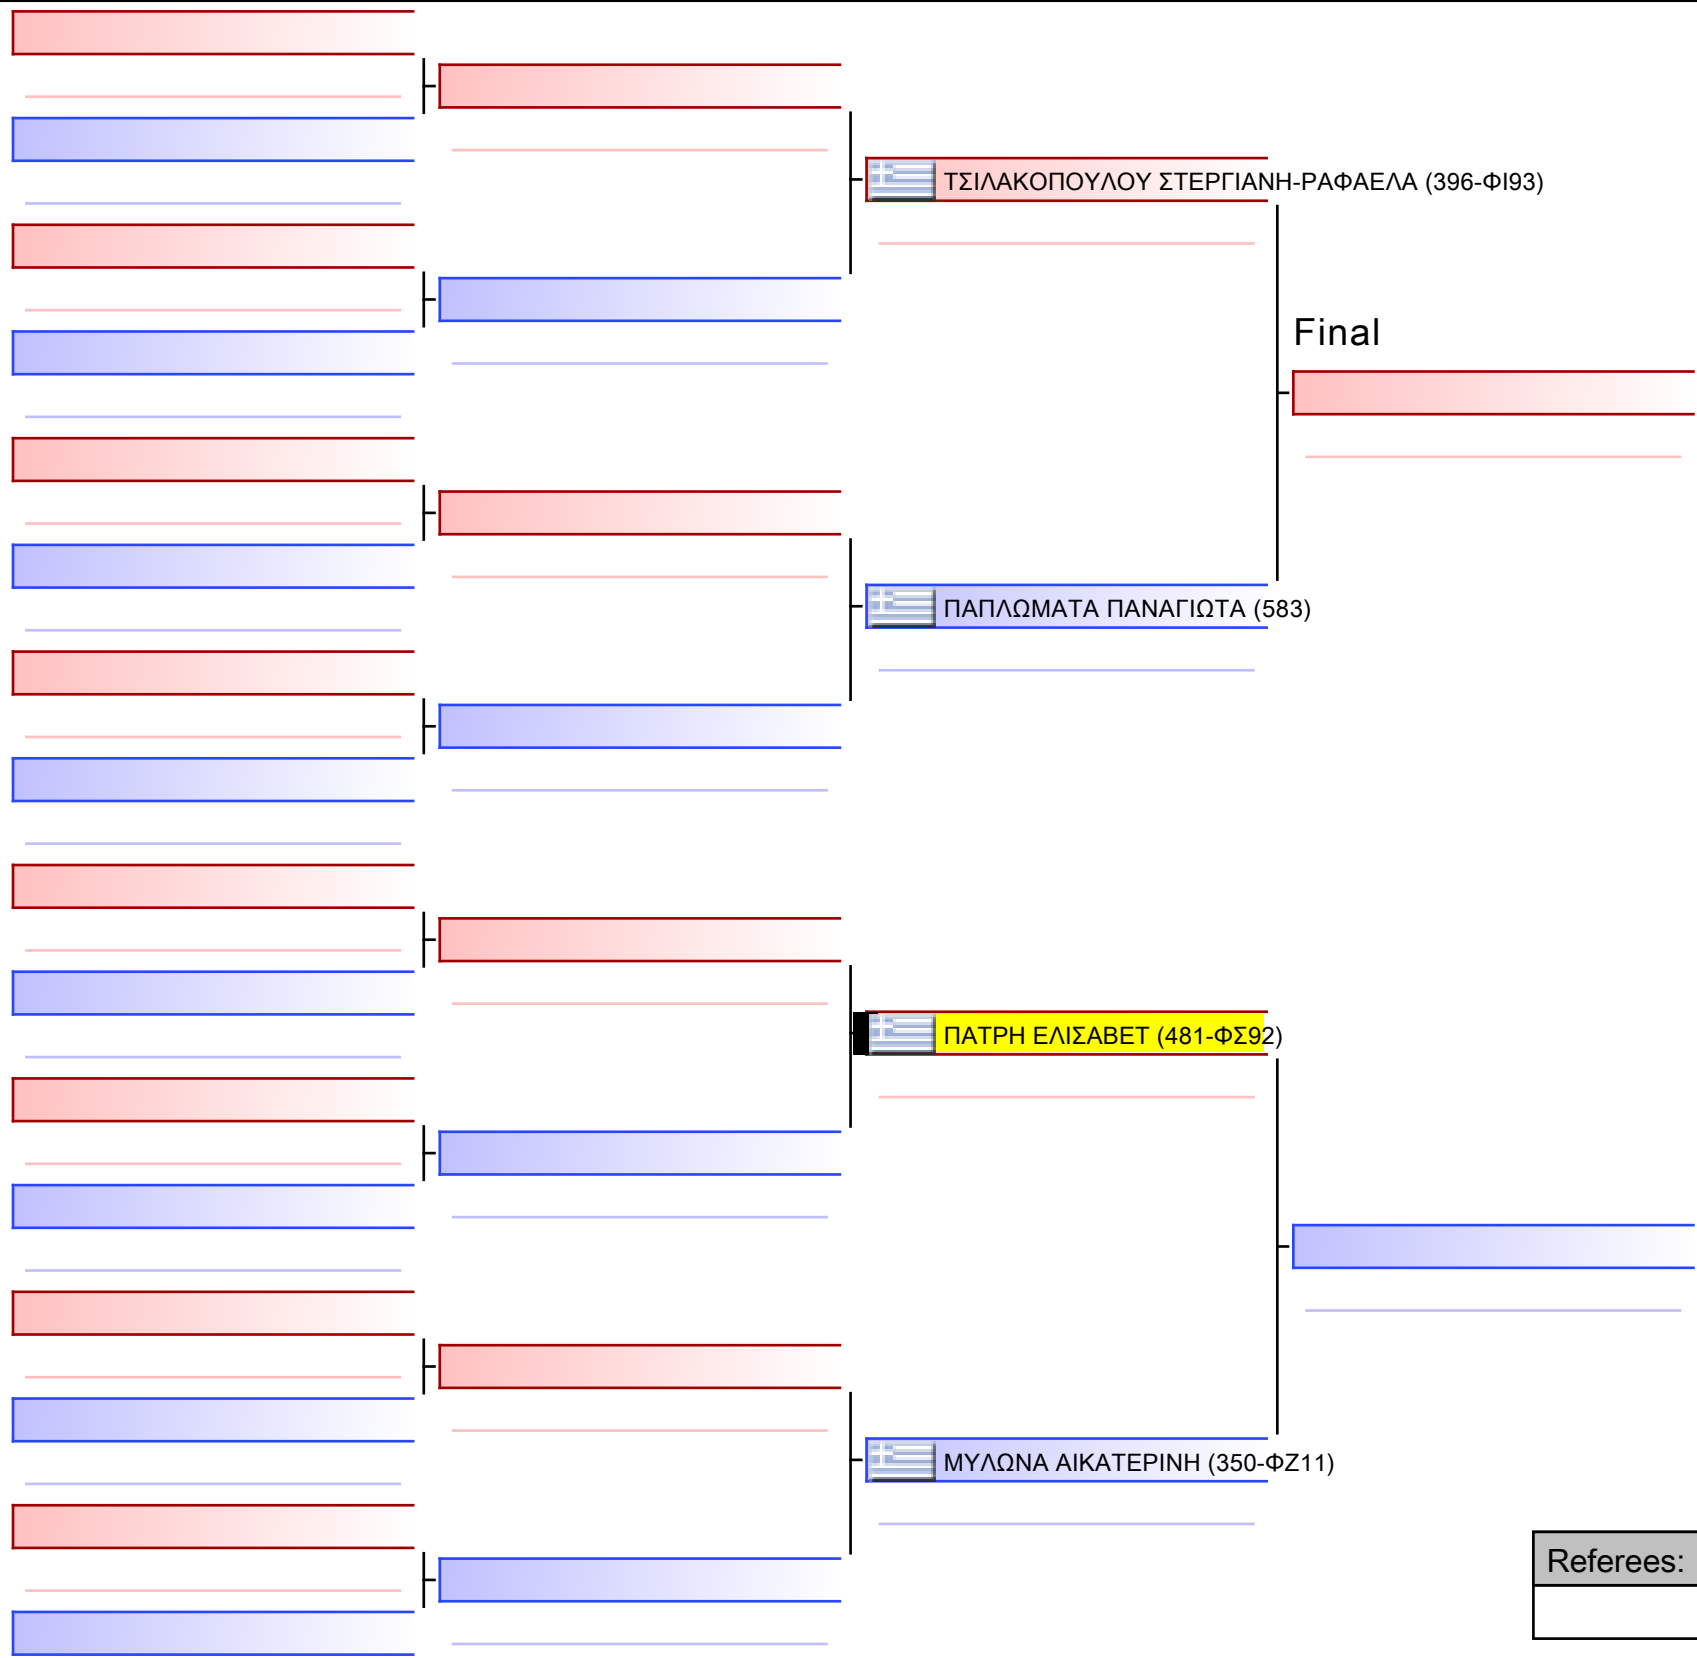 ΤΣΙΛΑΚΟΠΟΥΛΟΥ ΣΤΕΡΓΙΑΝΗ-ΡΑΦΑΕΛΑ (396-ΦΙ93)
Final
ΠΑΠΛΩΜΑΤΑ ΠΑΝΑΓΙΩΤΑ (583)
ΠΑΤΡΗ ΕΛΙΣΑΒΕΤ (481-ΦΣ92)
ΜΥΛΩΝΑ ΑΙΚΑΤΕΡΙΝΗ (350-ΦΖ11)
Referees: